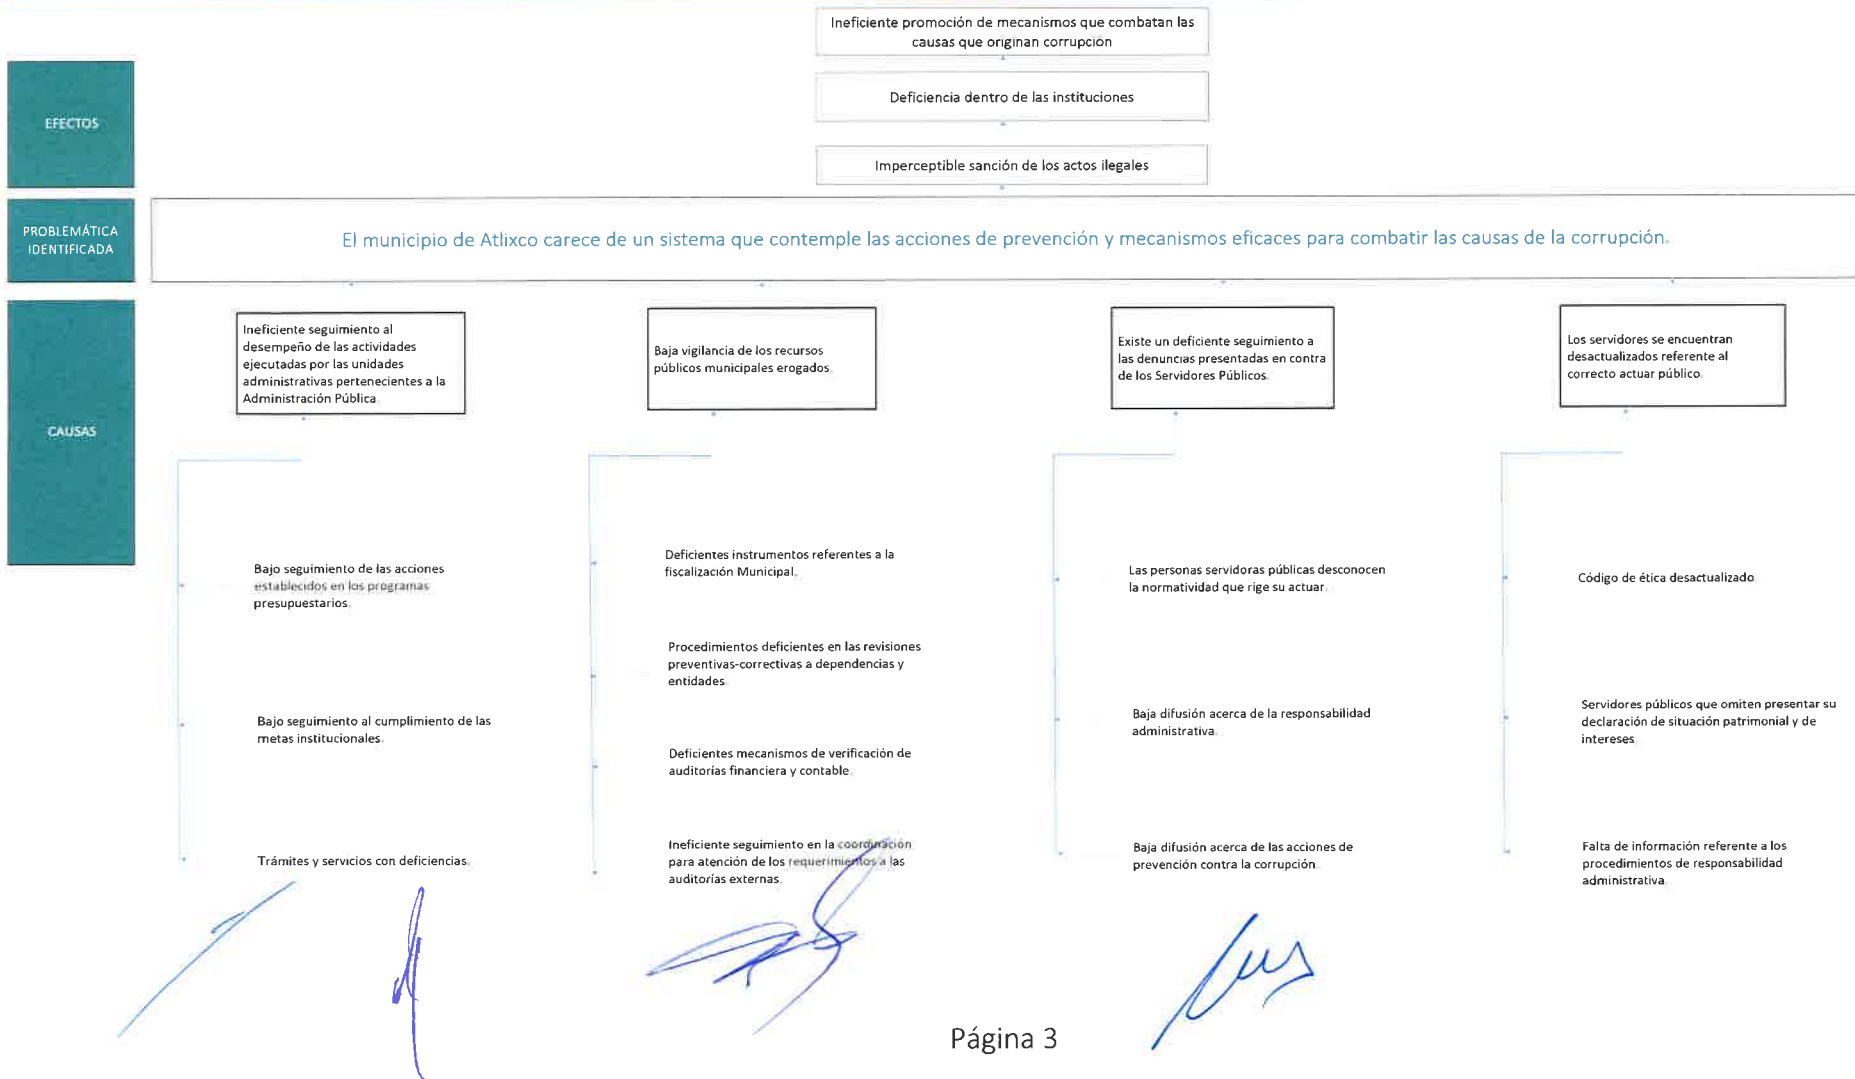 Ineficiente promoción de mecanismos que combatan las
causas que originan corrupción
EFECTOS
Deficiencia dentro de las instituciones
Imperceptible sanción de los actos ilegales
PROBLEMÁTICA
IDENTIFICADA
El municipio de Atlixco carece de un sistema que contemple las acciones de prevención y mecanismos eficaces para combatir las causas de la corrupción.
CAUSAS
Ineficiente seguimiento al
desempeño de las actividades
ejecutadas por las unidades
administrativas pertenecientes a la
Administración Pública
Bajo seguimiento de las acciones
establecidos en los programas
presupuestarios.
Bajo seguimiento al cumplimiento de las
metas institucionales.
Trámites y servicios con deficiencias.
Baja vigilancia de los recursos
públicos municipales erogados.
Deficientes instrumentos referentes a la
fiscalización Municipal.
Procedimientos deficientes en las revisiones
preventivas-correctivas a dependencias y
entidades.
Deficientes mecanismos de verificación de
auditorías financiera y contable.
Ineficiente seguimiento en la coordinación
para atención de los requerimientos a las
auditorías externas.
Existe un deficiente seguimiento a
las denuncias presentadas en contra
de los Servidores Públicos.
Las personas servidoras públicas desconocen
la normatividad que rige su actuar.
Baja difusión acerca de la responsabilidad
administrativa.
Baja difusión acerca de las acciones de
prevención contra la corrupción.
Los servidores se encuentran
desactualizados referente al
correcto actuar público.
Código de ética desactualizado
Servidores públicos que omiten presentar su
declaración de situación patrimonial y de
intereses.
Falta de información referente a los
procedimientos de responsabilidad
administrativa.
Página 3